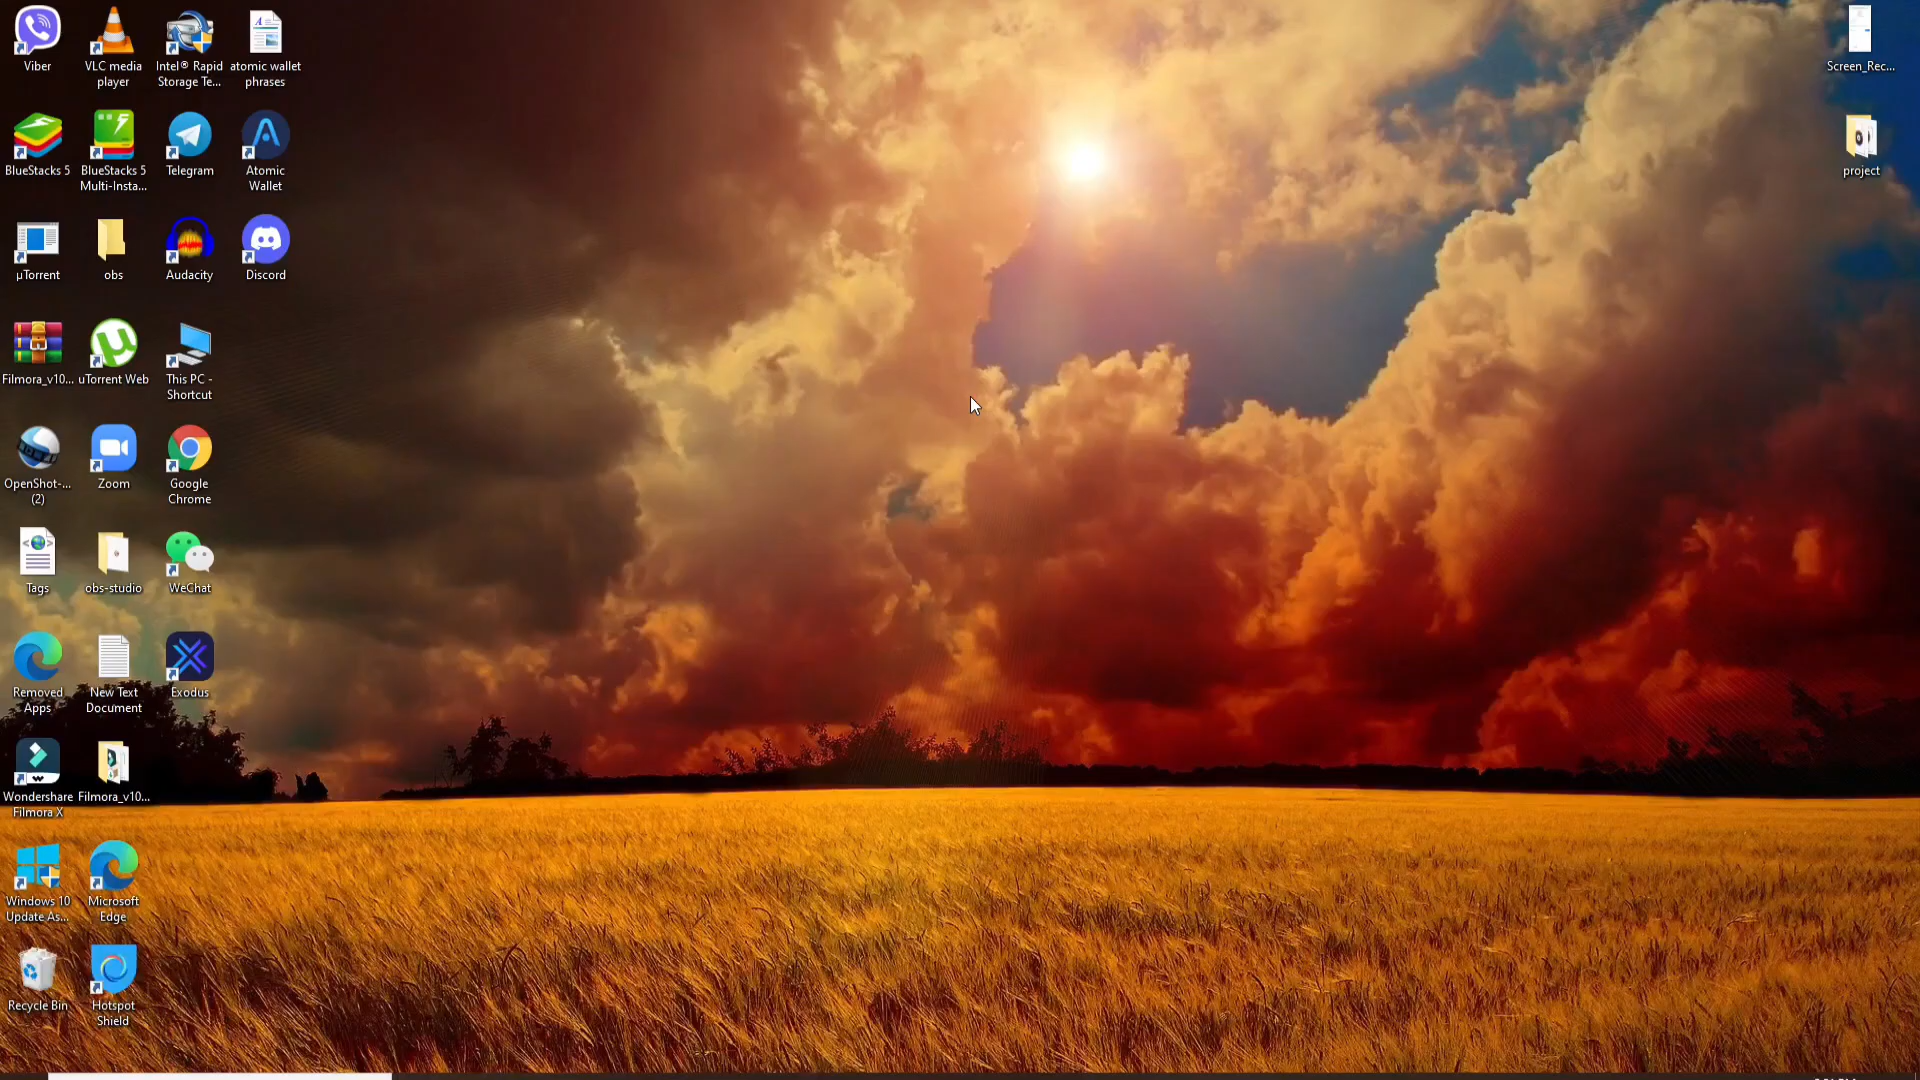 Viber
VLC media
player
Intel® Rapid
Storage Te...
atomic wallet
phrases
Screen_Rec...
BlueStacks 5
BlueStacks 5
Multi-Insta...
Telegram
Atomic
Wallet
project
µTorrent
obs
Audacity
Discord
Filmora_v10...
uTorrent Web
This PC -
Shortcut
OpenShot-...
(2)
Zoom
Google
Chrome
Tags
obs-studio
WeChat
Removed
Apps
New Text
Document
Exodus
Wondershare
Filmora X
Filmora_v10...
Windows 10
Update As...
Microsoft
Edge
Recycle Bin
Hotspot
Shield